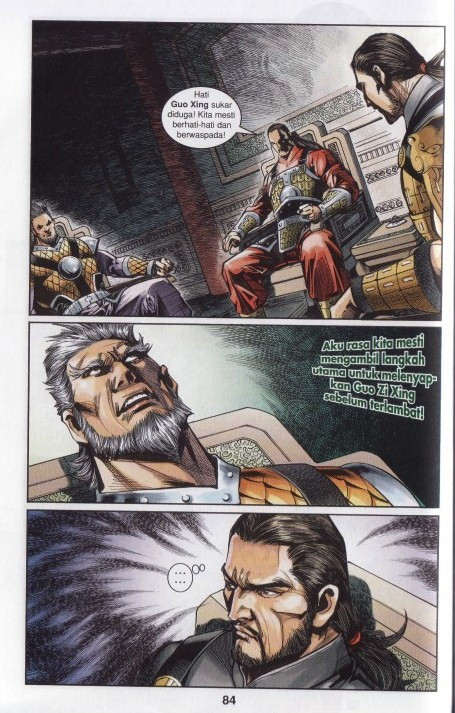 Hati
Guo Xing sukar
diduga! Kita mesti
berhati-hati dan
berwaspada!
Aku rasa kita mesti
mengambil langkah
utama untuk melenyap-
kan Guo Zi Xing
sebelum terlambat!
... ...
84